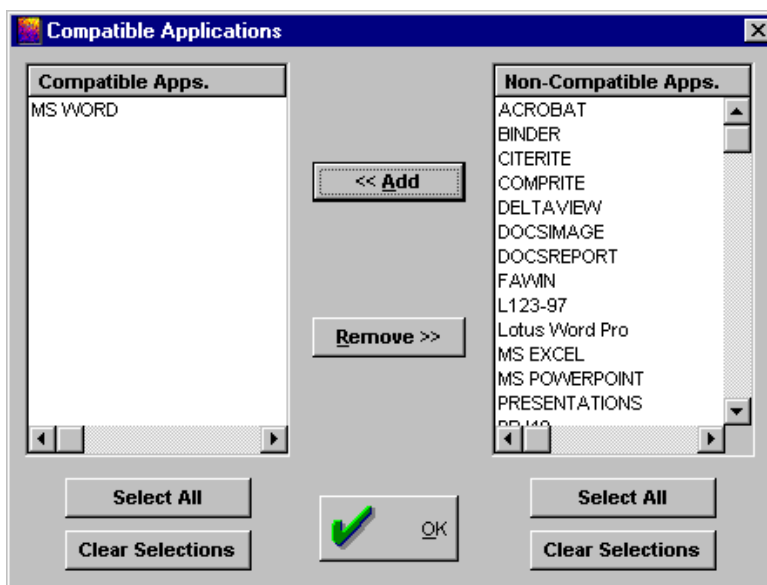 Compatible Applications
Compatible Apps.
MS WORD
<< Add
Remove >>
Non-Compatible Apps.
ACROBAT
BINDER
CITERITE
COMPRITE
DELTAVIEW
DOCSIMAGE
DOCSREPORT
FAWIN
L123-97
Lotus Word Pro
MS EXCEL
MS POWERPOINT
PRESENTATIONS
Select All
Clear Selections
OK
Select All
Clear Selections